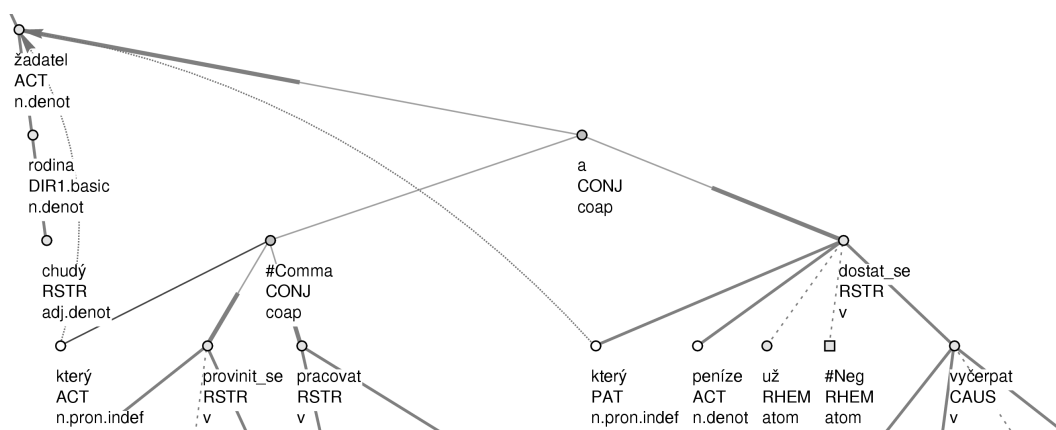 žadatel
ACT
n.denot
rodina
DIR1.basic
n.denot
a
CONJ
coap
chudý
RSTR
adj.denot
#Comma
CONJ
coap
dostat_se
RSTR
v
který
ACT
n.pron.indef
provinit_se
RSTR
v
pracovat
RSTR
v
který
PAT
n.pron.indef
peníze
ACT
n.denot
už
RHEM
atom
#Neg
RHEM
atom
vyčerpat
CAUS
v